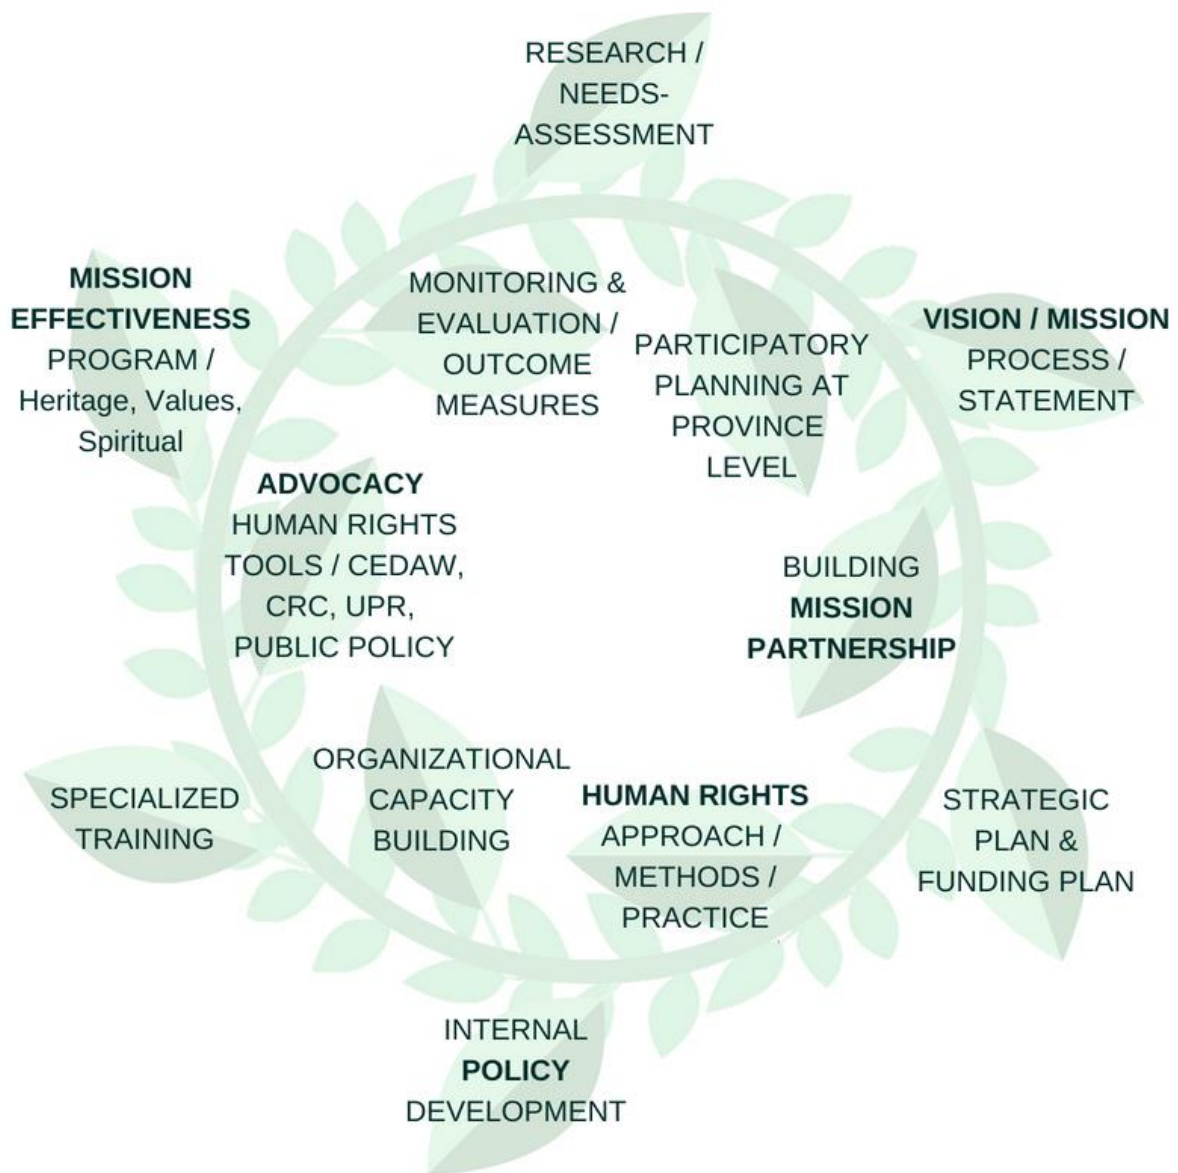 RESEARCH /
NEEDS-
ASSESSMENT
MISSION
EFFECTIVENESS
PROGRAM /
Heritage, Values,
Spiritual
MONITORING &
EVALUATION /
OUTCOME
MEASURES
PARTICIPATORY
PLANNING AT
PROVINCE
LEVEL
VISION / MISSION
PROCESS /
STATEMENT
ADVOCACY
HUMAN RIGHTS
TOOLS / CEDAW,
CRC, UPR,
PUBLIC POLICY
BUILDING
MISSION
PARTNERSHIP
SPECIALIZED
TRAINING
ORGANIZATIONAL
CAPACITY
BUILDING
HUMAN RIGHTS
APPROACH /
METHODS /
PRACTICE
STRATEGIC
PLAN &
FUNDING PLAN
INTERNAL
POLICY
DEVELOPMENT